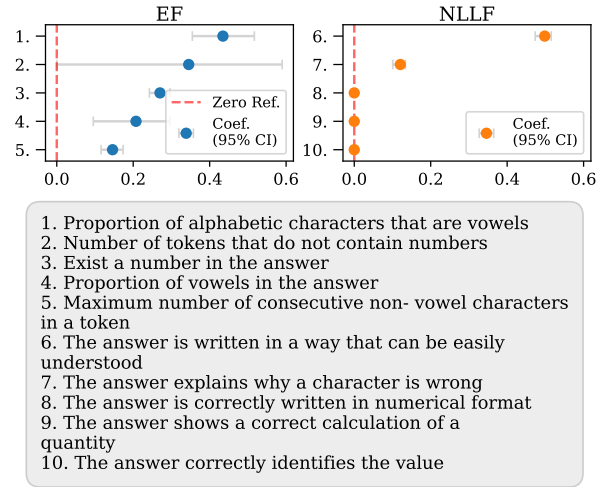 EF
NLLF
1.
2.
3.
4.
5.
6.
7.
8.
9.
10.
Zero Ref.
Coef.
(95% CI)
Coef.
(95% CI)
0.0 0.2 0.4 0.6
0.0 0.2 0.4 0.6
1. Proportion of alphabetic characters that are vowels
2. Number of tokens that do not contain numbers
3. Exist a number in the answer
4. Proportion of vowels in the answer
5. Maximum number of consecutive non- vowel characters
in a token
6. The answer is written in a way that can be easily
understood
7. The answer explains why a character is wrong
8. The answer is correctly written in numerical format
9. The answer shows a correct calculation of a
quantity
10. The answer correctly identifies the value